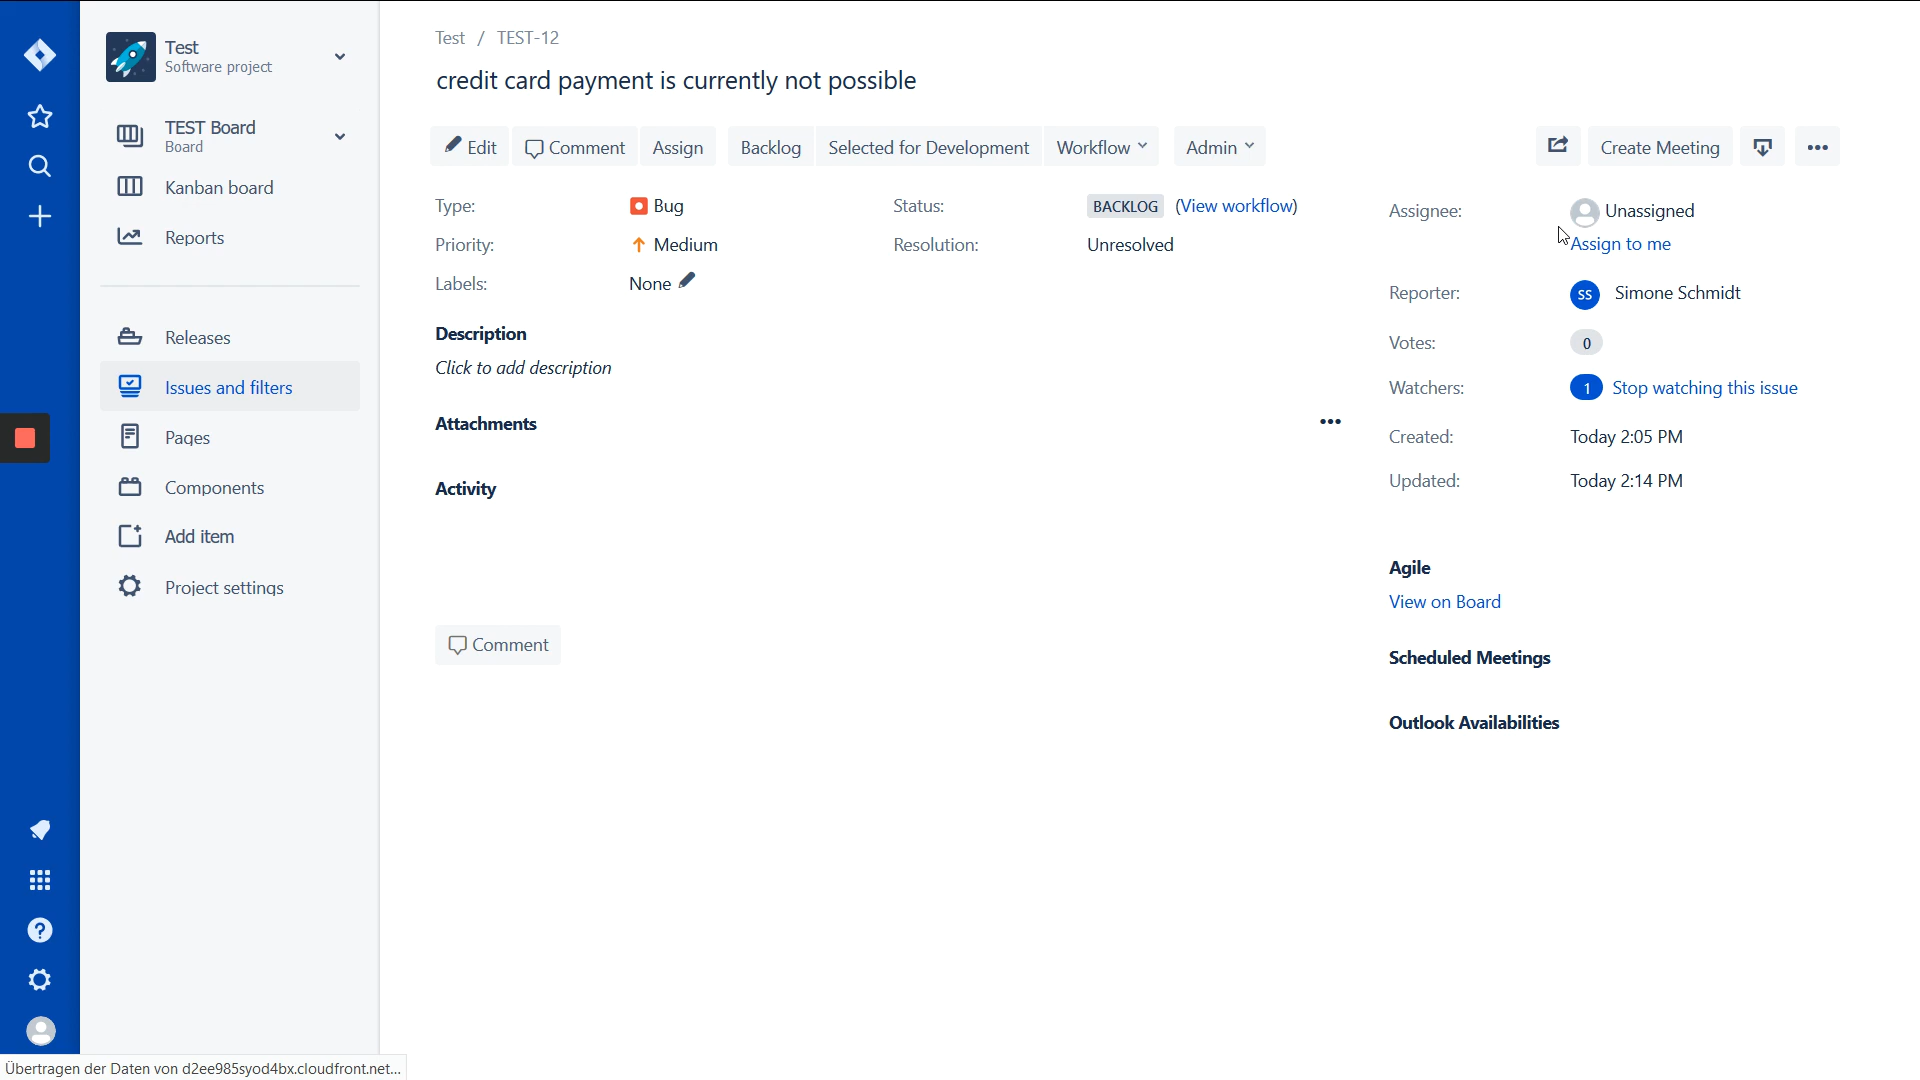 Test
Software project
TEST Board
Board
Kanban board
Reports
Releases
Issues and filters
Pages
Components
Add item
Project settings
Test / TEST-12
credit card payment is currently not possible
Edit Comment Assign Backlog Selected for Development Workflow Admin Create Meeting
Type: Bug
Status: BACKLOG (View workflow)
Priority: Medium
Resolution: Unresolved
Labels: None
Description
Click to add description
Attachments
Activity
Comment
Assignee: Unassigned
Assign to me
Reporter: SS Simone Schmidt
Votes: 0
Watchers: 1 Stop watching this issue
Created: Today 2:05 PM
Updated: Today 2:14 PM
Agile
View on Board
Scheduled Meetings
Outlook Availabilities
Übertragen der Daten von d2ee985syod4bx.cloudfront.net...